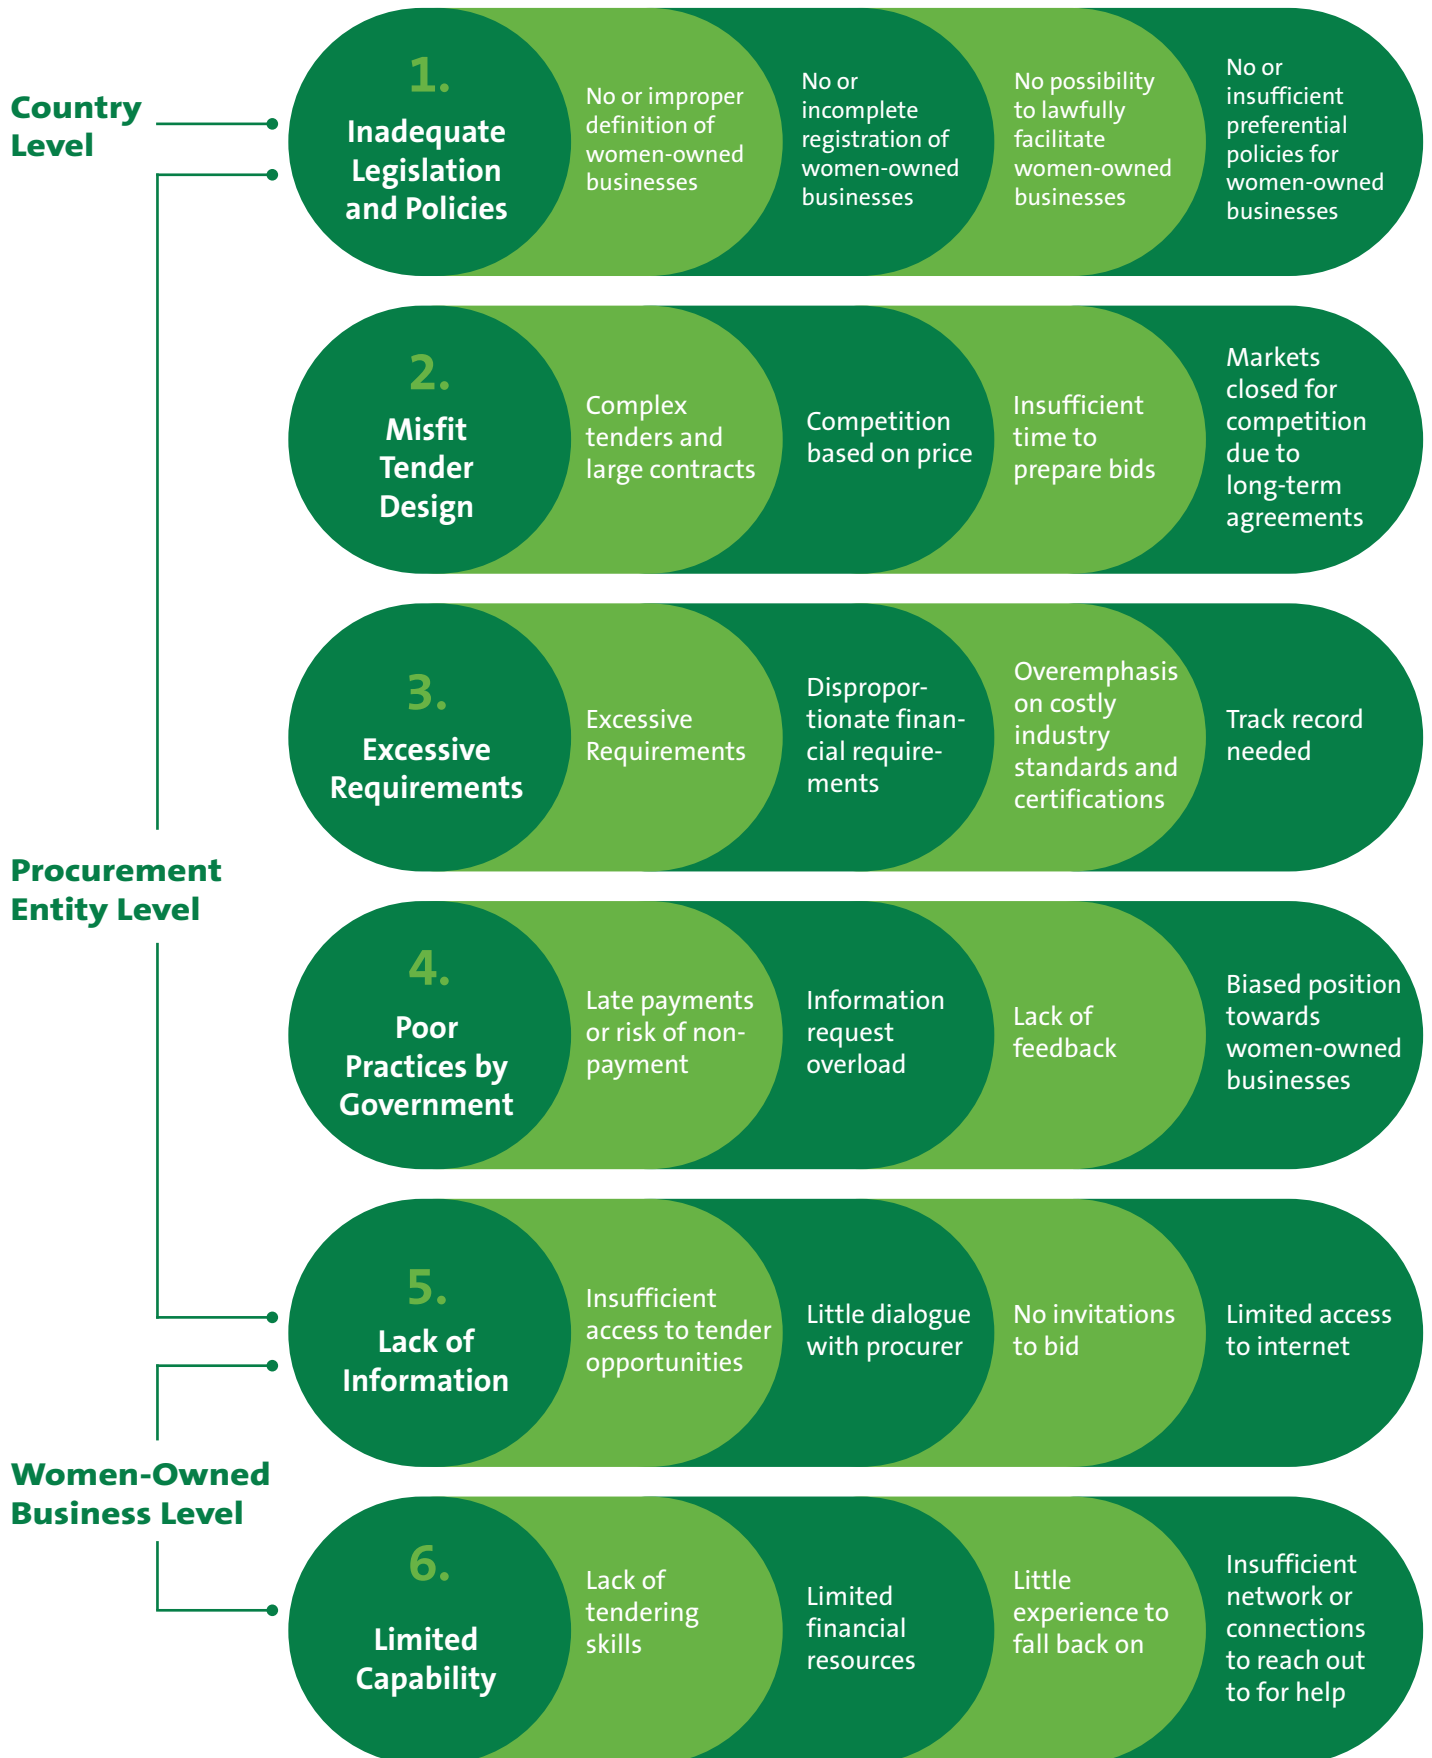 Country
Level
1.
Inadequate
Legislation
and Policies
No or improper
definition of
women-owned
businesses
No or
incomplete
registration of
women-owned
businesses
No possibility
to lawfully
facilitate
women-owned
businesses
No or
insufficient
preferential
policies for
women-owned
businesses
2.
Misfit
Tender
Design
Complex
tenders and
large contracts
Competition
based on price
Insufficient
time to
prepare bids
Markets
closed for
competition
due to
long-term
agreements
3.
Excessive
Requirements
Excessive
Requirements
Dispropor-
tionate finan-
cial require-
ments
Overemphasis
on costly
industry
standards and
certifications
Track record
needed
Procurement
Entity Level
4.
Poor
Practices by
Government
Late payments
or risk of non-
payment
Information
request
overload
Lack of
feedback
Biased position
towards
women-owned
businesses
5.
Lack of
Information
Insufficient
access to tender
opportunities
Little dialogue
with procurer
No invitations
to bid
Limited access
to internet
Women-Owned
Business Level
6.
Limited
Capability
Lack of
tendering
skills
Limited
financial
resources
Little
experience to
fall back on
Insufficient
network or
connections
to reach out
to for help